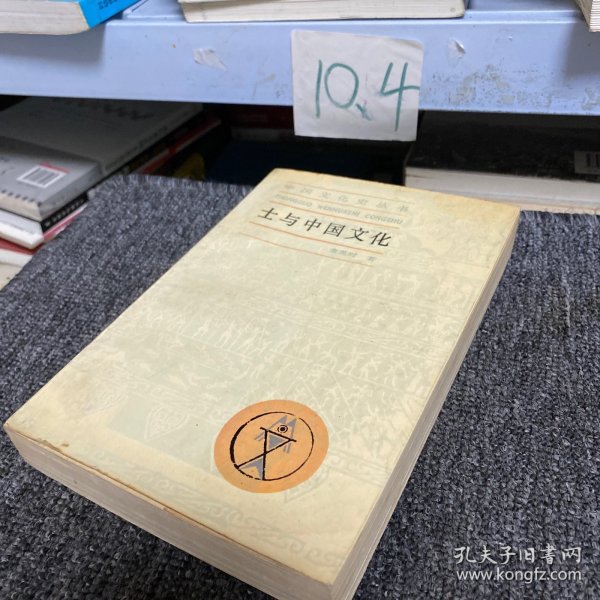 10.4
中国文化史丛书
ZHONGGUO WENHUASHI CONGSHU
士与中国文化
余英时 著
孔夫子旧书网
www.kongfz.com